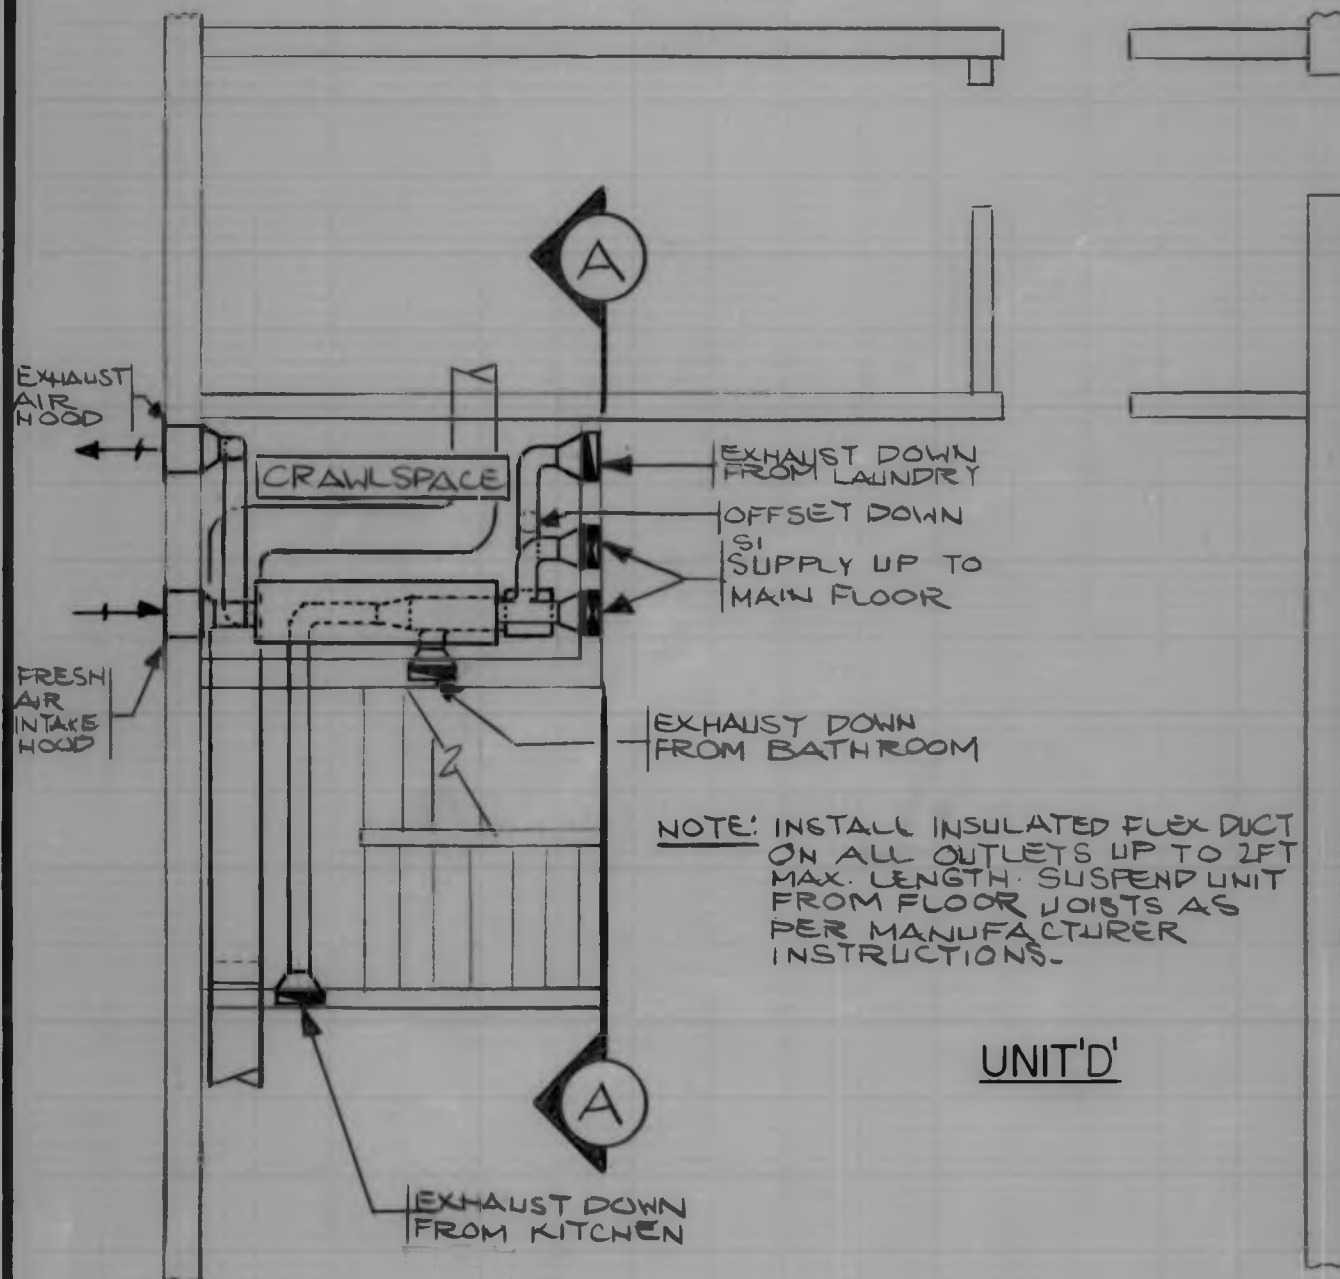 A
EXHAUST
AIR
HOOD
CRAWLSPACE
EXHAUST DOWN
FROM LAUNDRY
OFFSET DOWN
SI
SUPPLY UP TO
MAIN FLOOR
FRESH
AIR
INTAKE
HOOD
EXHAUST DOWN
FROM BATHROOM
2
NOTE: INSTALL INSULATED FLEX DUCT
ON ALL OUTLETS UP TO 2FT
MAX. LENGTH. SUSPEND UNIT
FROM FLOOR JOISTS AS
PER MANUFACTURER
INSTRUCTIONS.
UNIT 'D'
A
EXHAUST DOWN
FROM KITCHEN